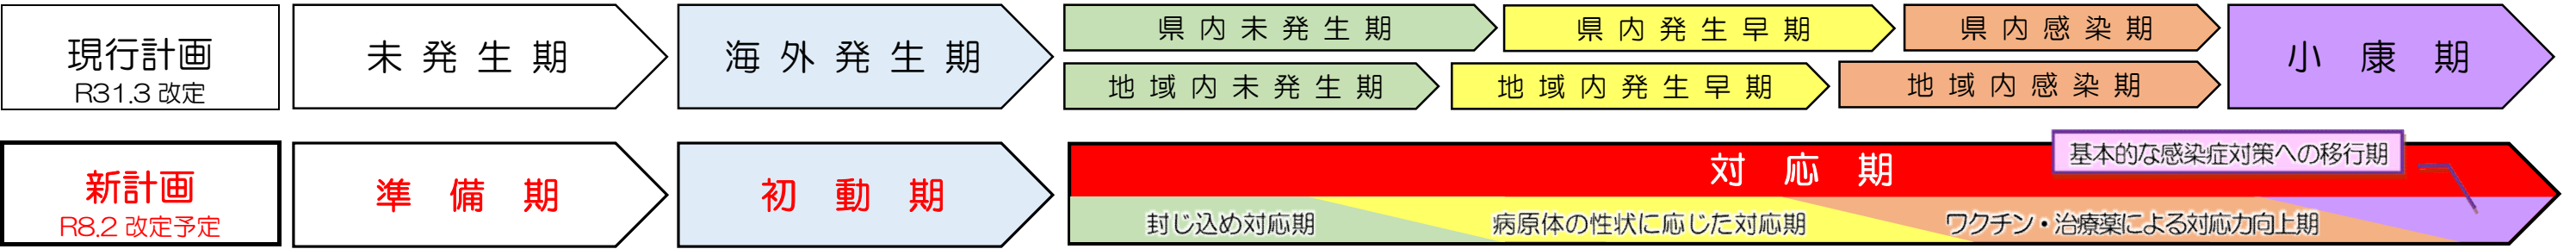 現行計画
R31.3 改定
未発生期
海外発生期
県内未発生期
県内発生早期
県内感染期
地域内未発生期
地域内発生早期
地域内感染期
小康期
新計画
R8.2 改定予定
準備期
初動期
対応期
基本的な感染症対策への移行期
封じ込め対応期
病原体の性状に応じた対応期
ワクチン・治療薬による対応力向上期